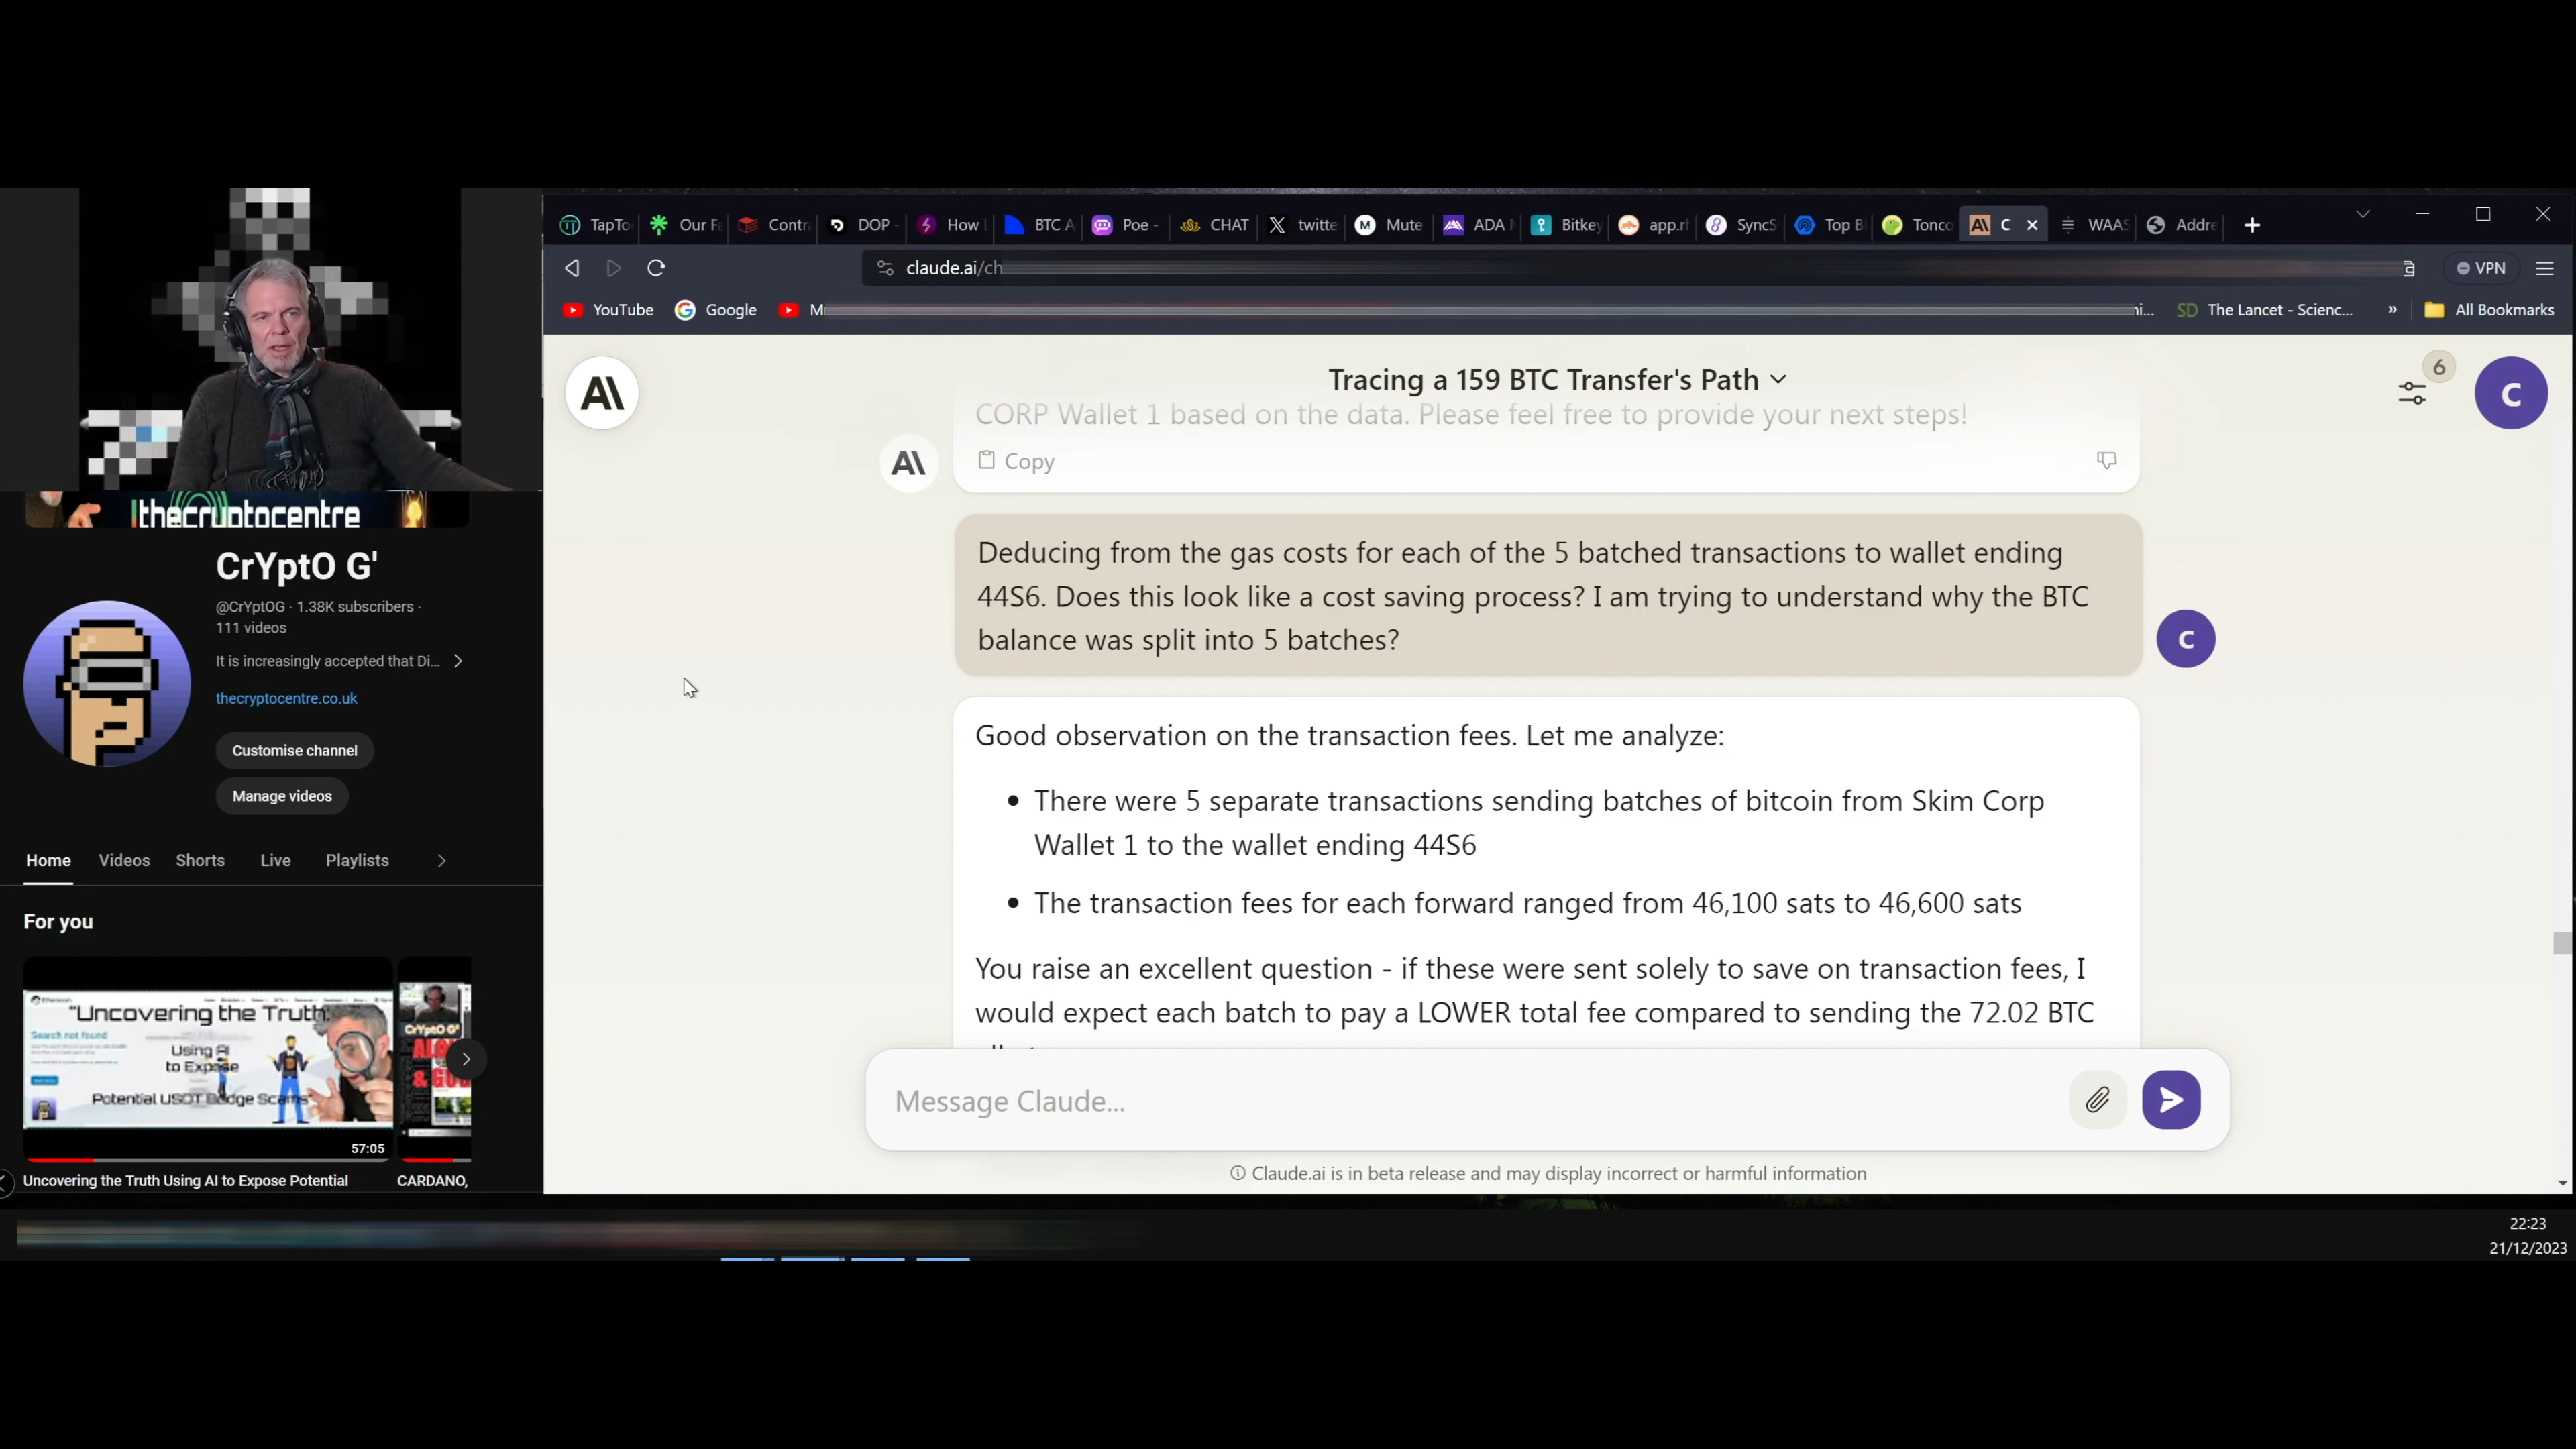 TapTo
Our Fa
Contr
DOP -
How
BTC A
Poe -
CHAT
twitte
Mute
ADA
Bitkey
app.r
SyncS
Top B
Tonco
C
WAAS
Addre
claude.ai/ch
VPN
YouTube
Google
M
ni...
SD The Lancet - Scienc...
All Bookmarks
Tracing a 159 BTC Transfer's Path
6
C
CORP Wallet 1 based on the data. Please feel free to provide your next steps!
Copy
Deducing from the gas costs for each of the 5 batched transactions to wallet ending
44S6. Does this look like a cost saving process? I am trying to understand why the BTC
balance was split into 5 batches?
C
Good observation on the transaction fees. Let me analyze:
There were 5 separate transactions sending batches of bitcoin from Skim Corp
Wallet 1 to the wallet ending 44S6
The transaction fees for each forward ranged from 46,100 sats to 46,600 sats
You raise an excellent question - if these were sent solely to save on transaction fees, I
would expect each batch to pay a LOWER total fee compared to sending the 72.02 BTC
Message Claude...
Claude.ai is in beta release and may display incorrect or harmful information
thecryptocentre
CrYptO G'
@CrYptOG · 1.38K subscribers ·
111 videos
It is increasingly accepted that Di...
thecryptocentre.co.uk
Customise channel
Manage videos
Home
Videos
Shorts
Live
Playlists
For you
"Uncovering the Truth"
Search not found
Using AI
to Expose
Potential USDT Bridge Scams
57:05
CrYptO G'
Uncovering the Truth Using AI to Expose Potential
CARDANO,
22:23
21/12/2023